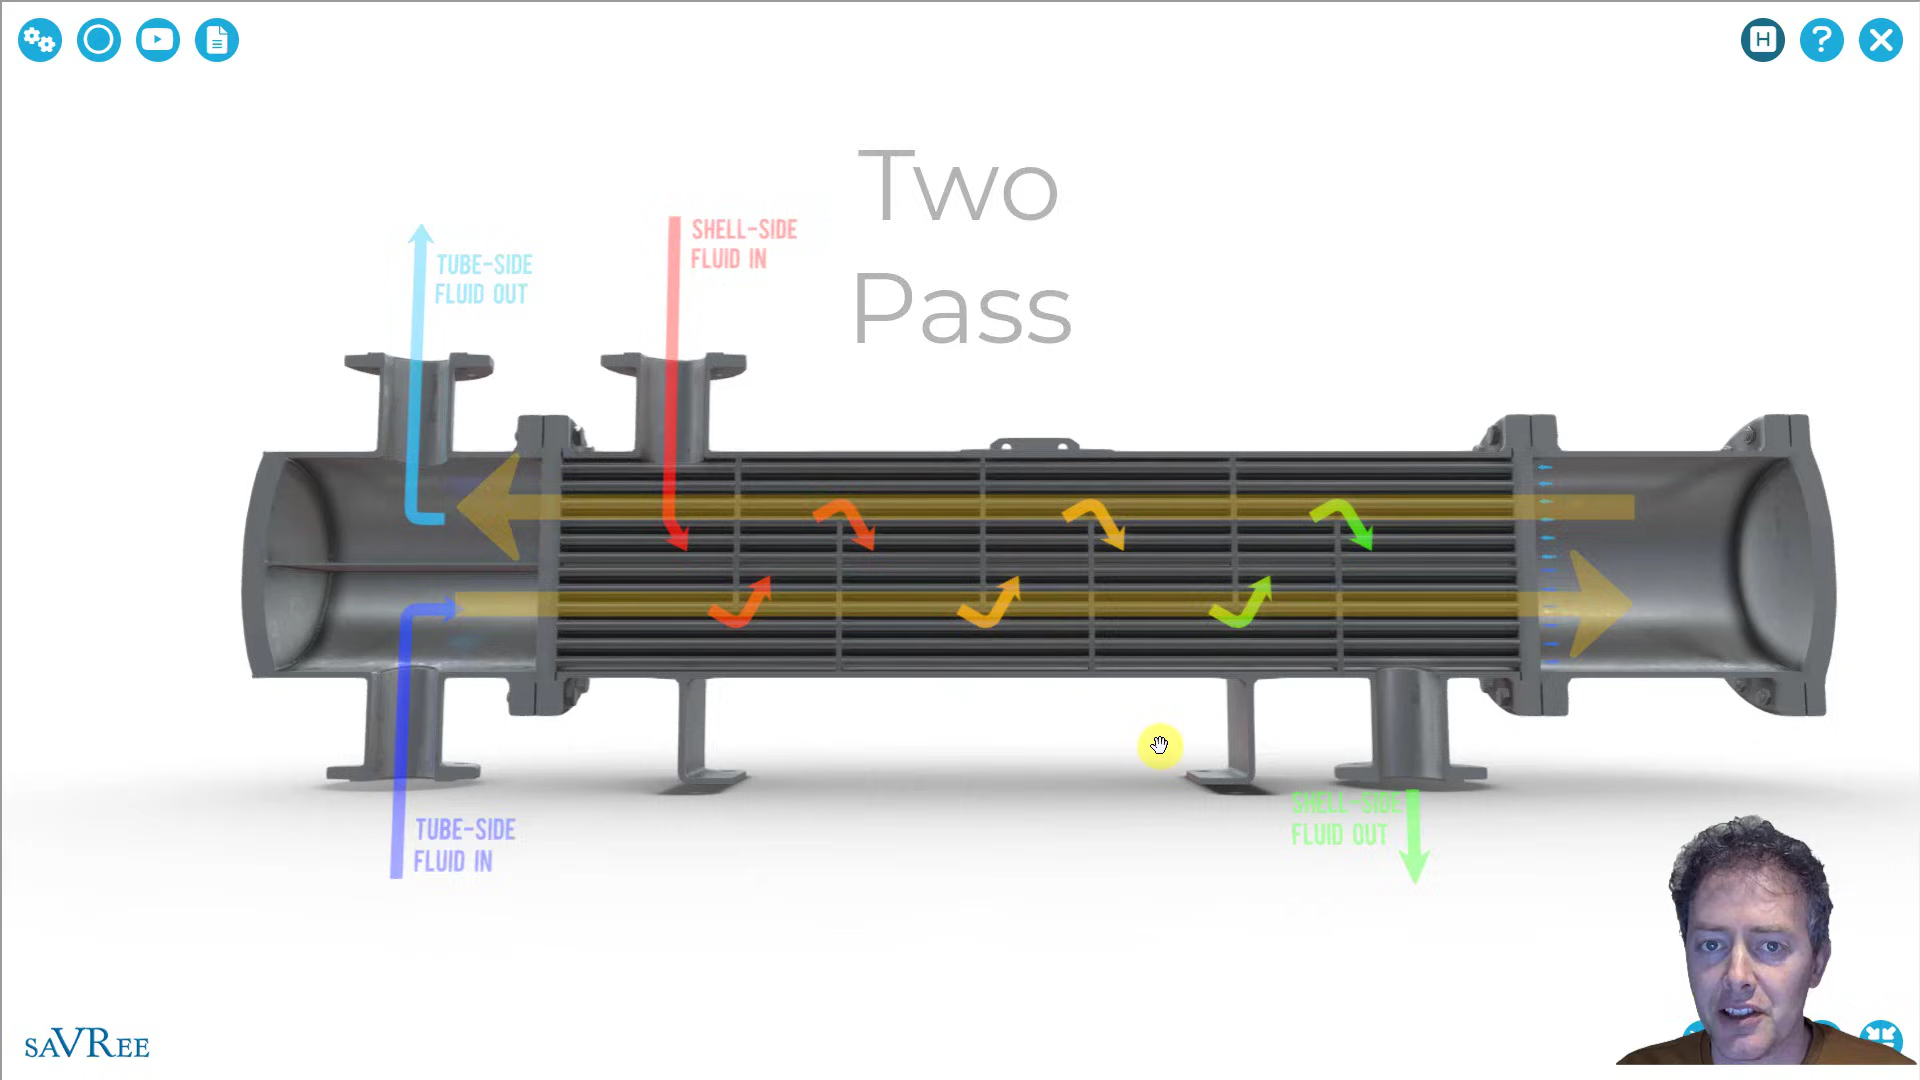 H
?
Two
Pass
SHELL-SIDE
FLUID IN
TUBE-SIDE
FLUID OUT
SHELL-SIDE
FLUID OUT
TUBE-SIDE
FLUID IN
saVRee